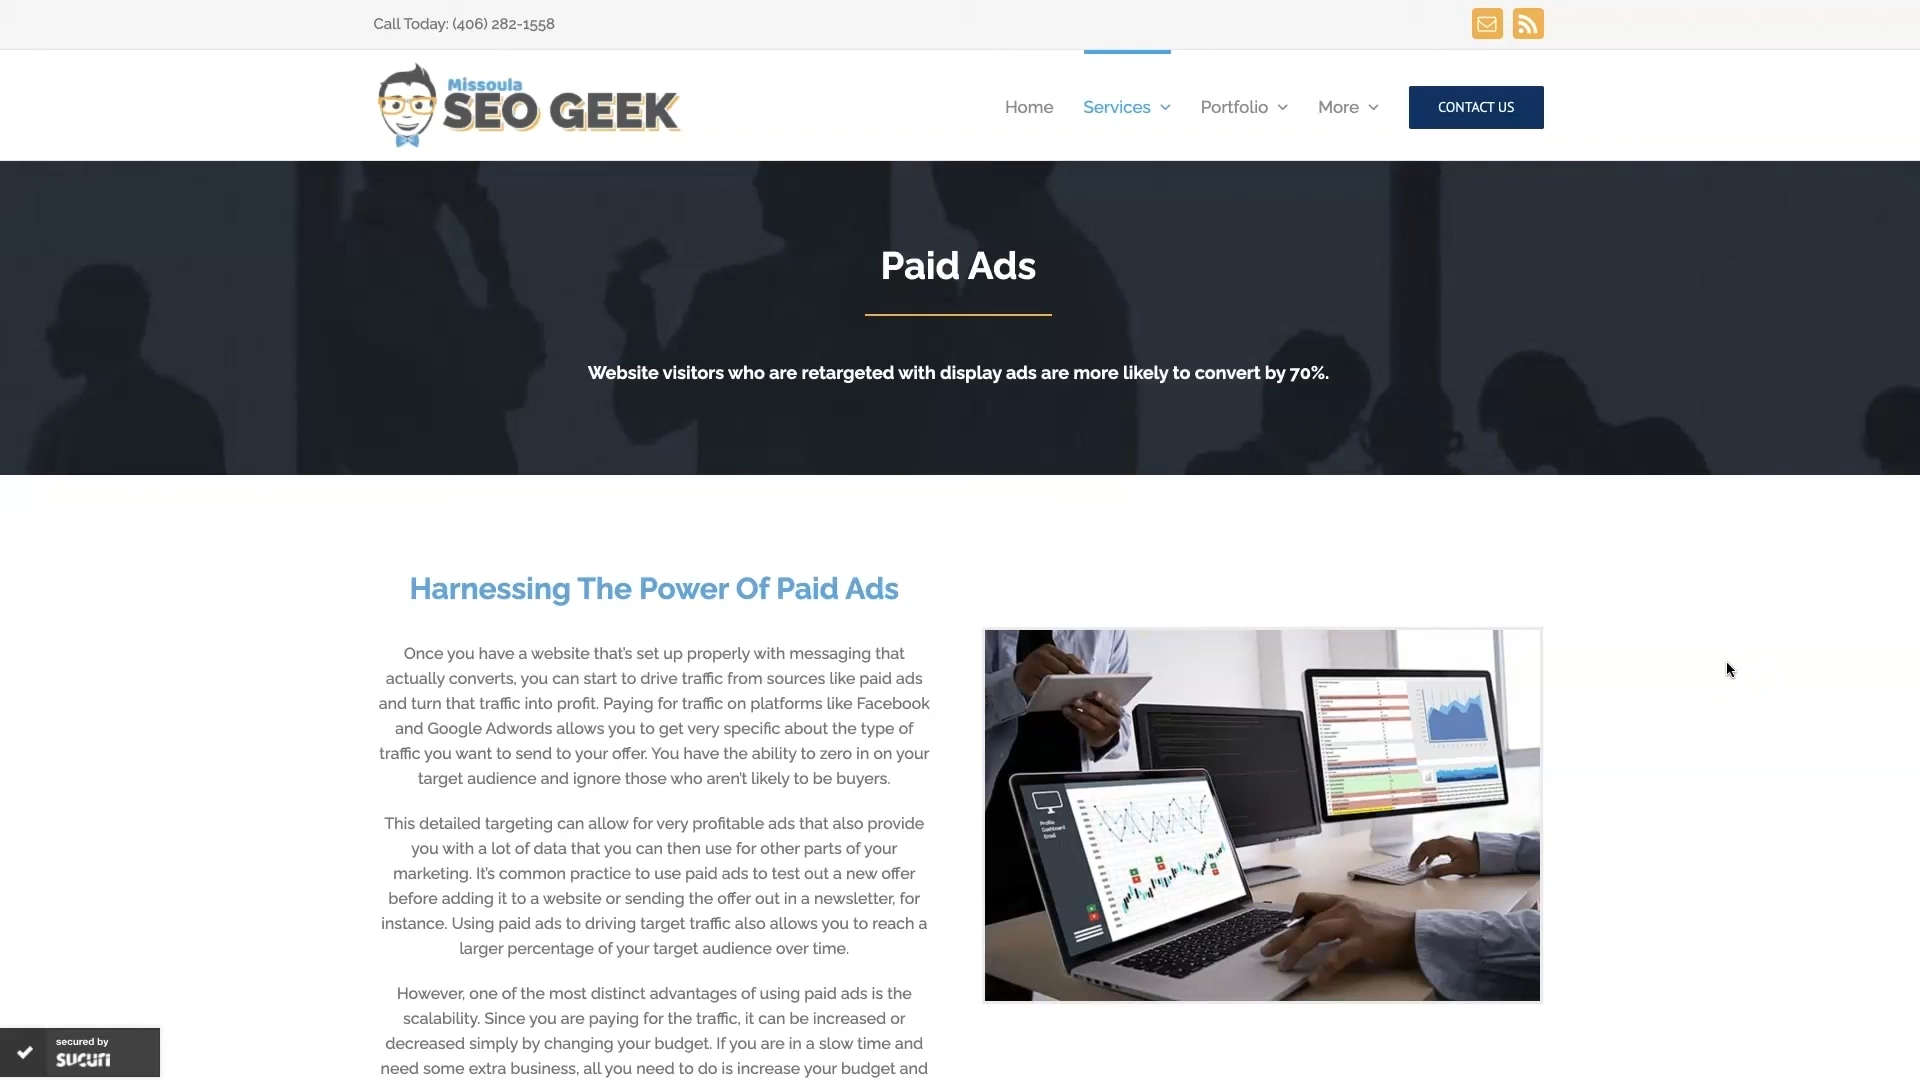 Call Today: (406) 282-1558
Missoula
SEO GEEK
Home
Services
Portfolio
More
CONTACT US
Paid Ads
Website visitors who are retargeted with display ads are more likely to convert by 70%.
Harnessing The Power Of Paid Ads
Once you have a website that's set up properly with messaging that
actually converts, you can start to drive traffic from sources like paid ads
and turn that traffic into profit. Paying for traffic on platforms like Facebook
and Google Adwords allows you to get very specific about the type of
traffic you want to send to your offer. You have the ability to zero in on your
target audience and ignore those who aren't likely to be buyers.
This detailed targeting can allow for very profitable ads that also provide
you with a lot of data that you can then use for other parts of your
marketing. It's common practice to use paid ads to test out a new offer
before adding it to a website or sending the offer out in a newsletter, for
instance. Using paid ads to driving target traffic also allows you to reach a
larger percentage of your target audience over time.
However, one of the most distinct advantages of using paid ads is the
scalability. Since you are paying for the traffic, it can be increased or
decreased simply by changing your budget. If you are in a slow time and
need some extra business, all you need to do is increase your budget and
Profile
Dashboard
Email
secured by
sucuri